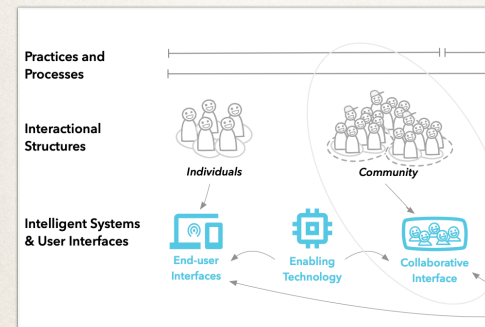 Practices and
Processes
Interactional
Structures
Individuals
Community
Intelligent Systems
& User Interfaces
End-user
Interfaces
Enabling
Technology
Collaborative
Interface